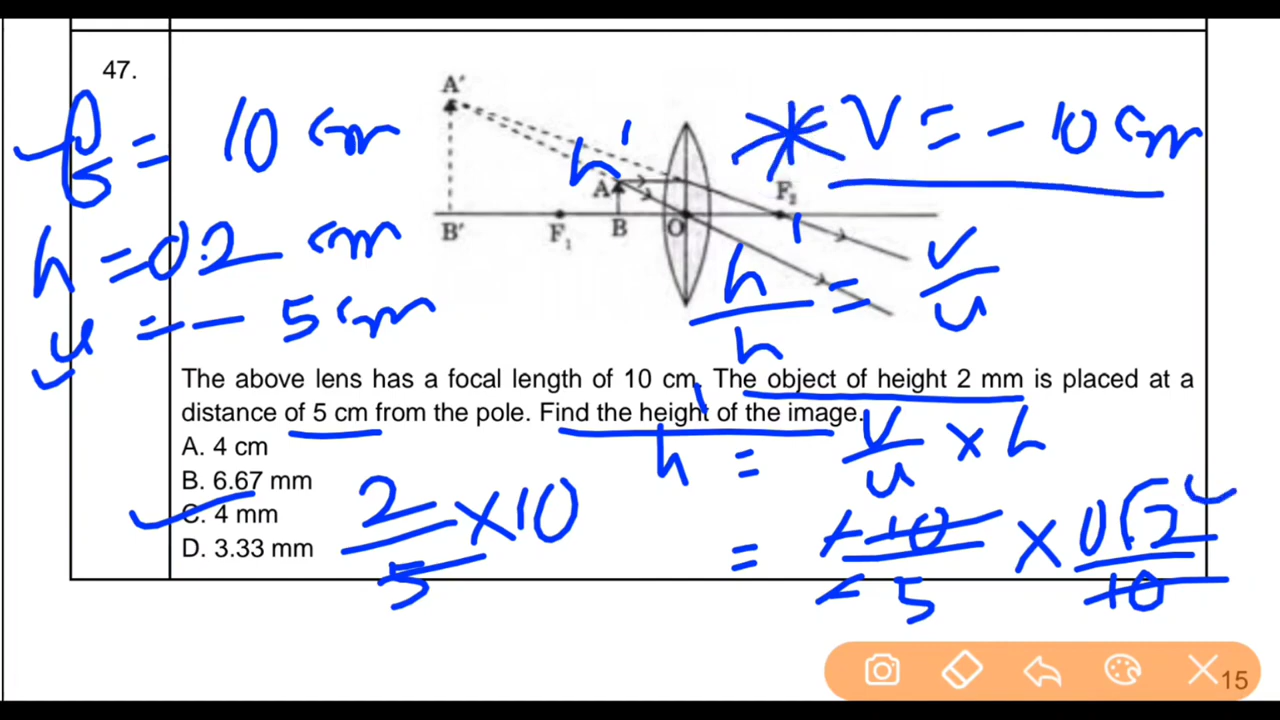 47.
A′
f = 10 cm
h′
* V = - 10 cm
A
F₂
B′
F₁
B
O
h = 0.2 cm
h′/h = v/u
u = - 5 cm
The above lens has a focal length of 10 cm. The object of height 2 mm is placed at a
distance of 5 cm from the pole. Find the height of the image.
A. 4 cm
h′ = v/u × h
B. 6.67 mm
C. 4 mm
D. 3.33 mm
2/5 × 10
15